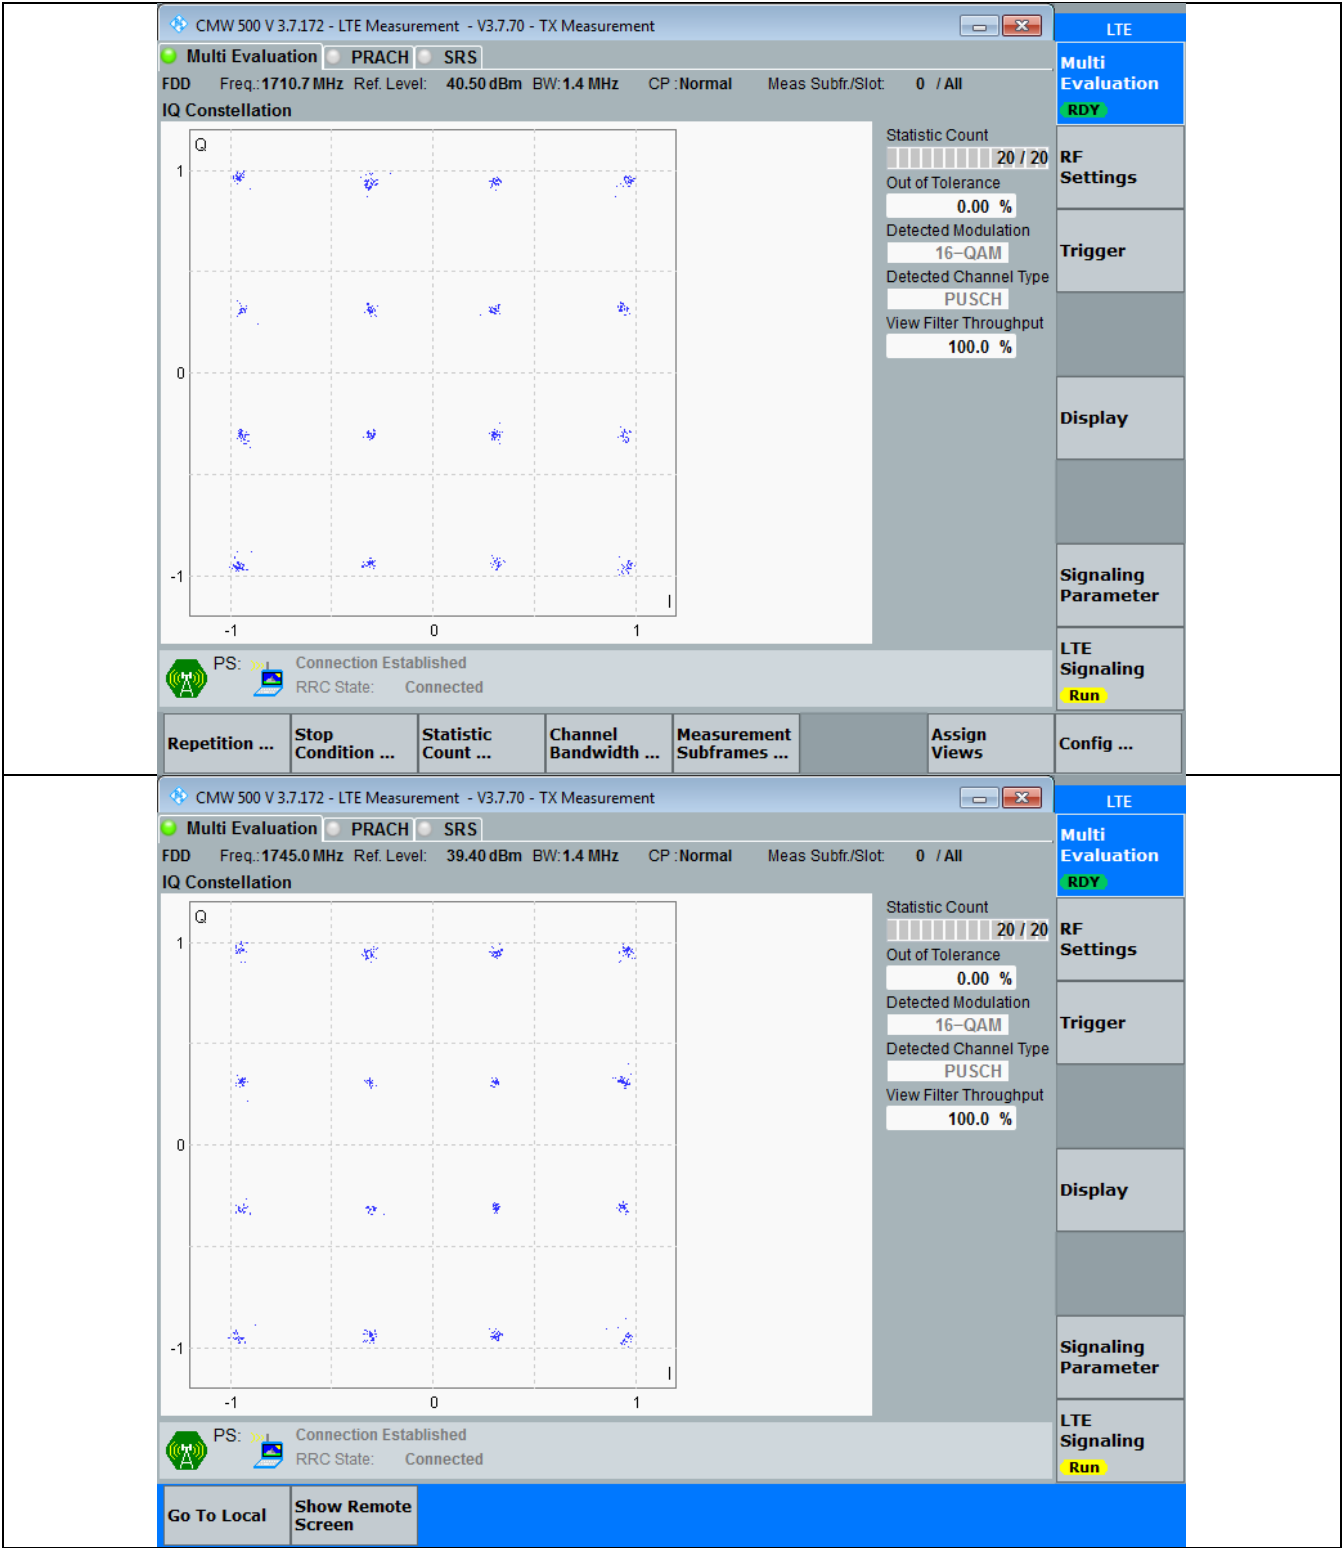 CMW 500 V 3.7.172 - LTE Measurement - V3.7.70 - TX Measurement
LTE
Multi Evaluation PRACH SRS
Multi
Evaluation
RDY
FDD Freq.:1710.7 MHz Ref. Level: 40.50 dBm BW:1.4 MHz CP :Normal Meas Subfr./Slot: 0 / All
IQ Constellation
Q
1
0
-1
I
-1 0 1
Statistic Count
20 / 20
Out of Tolerance
0.00 %
Detected Modulation
16-QAM
Detected Channel Type
PUSCH
View Filter Throughput
100.0 %
RF
Settings
Trigger
Display
Signaling
Parameter
LTE
Signaling
Run
PS: Connection Established
RRC State: Connected
Repetition ...
Stop
Condition ...
Statistic
Count ...
Channel
Bandwidth ...
Measurement
Subframes ...
Assign
Views
Config ...
CMW 500 V 3.7.172 - LTE Measurement - V3.7.70 - TX Measurement
LTE
Multi Evaluation PRACH SRS
Multi
Evaluation
RDY
FDD Freq.:1745.0 MHz Ref. Level: 39.40 dBm BW:1.4 MHz CP :Normal Meas Subfr./Slot: 0 / All
IQ Constellation
Q
1
0
-1
I
-1 0 1
Statistic Count
20 / 20
Out of Tolerance
0.00 %
Detected Modulation
16-QAM
Detected Channel Type
PUSCH
View Filter Throughput
100.0 %
RF
Settings
Trigger
Display
Signaling
Parameter
LTE
Signaling
Run
PS: Connection Established
RRC State: Connected
Go To Local
Show Remote
Screen